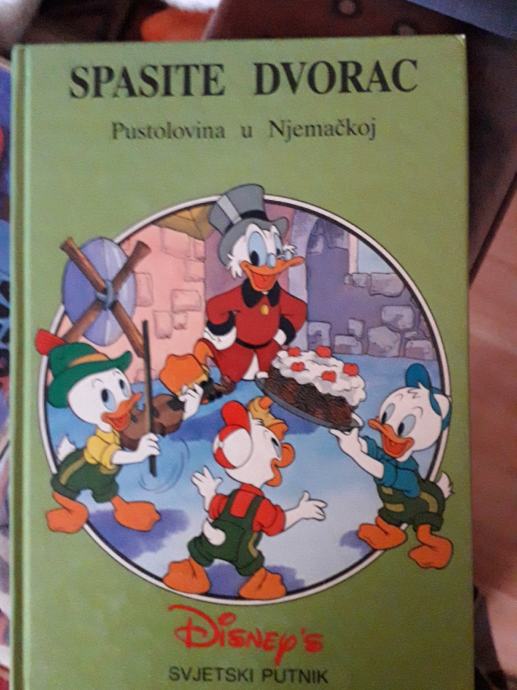 SPASITE DVORAC
Pustolovina u Njemačkoj
Disney's
SVJETSKI PUTNIK